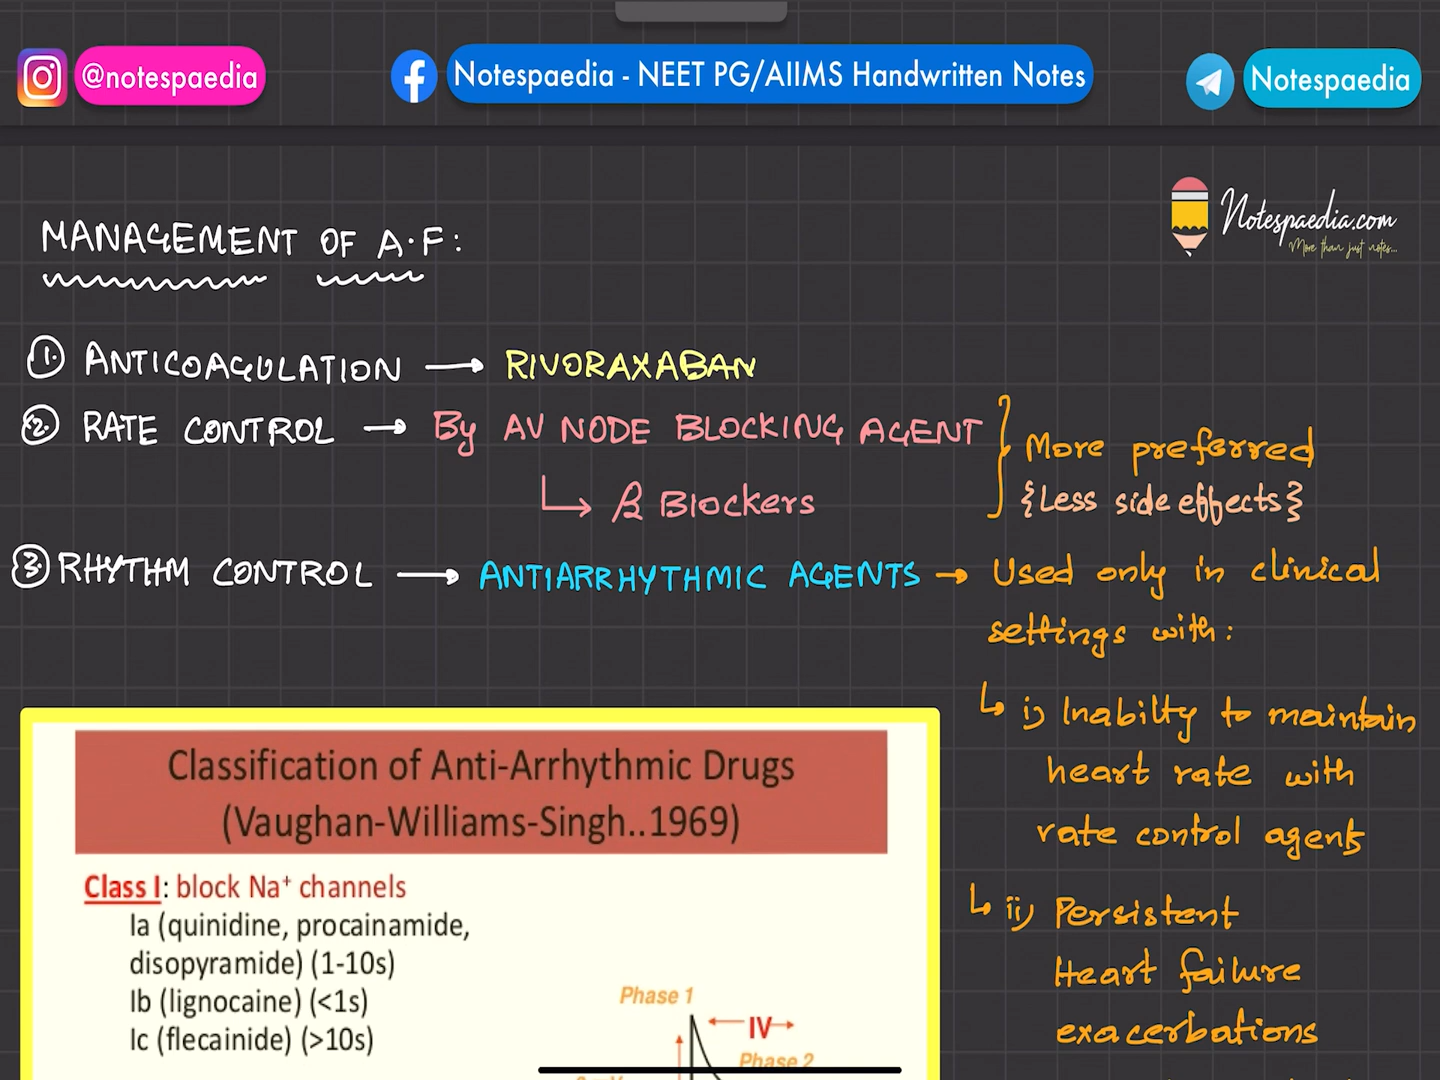 @notespaedia
Notespaedia - NEET PG/AIIMS Handwritten Notes
Notespaedia
Notespaedia.com
More than just notes...
MANAGEMENT OF A.F:
1. ANTICOAGULATION → RIVORAXABAN
2. RATE CONTROL → By AV NODE BLOCKING AGENT
↳ β Blockers
More preferred
{Less side effects}
3. RHYTHM CONTROL → ANTIARRHYTHMIC AGENTS → Used only in clinical
settings with:
↳ i) Inabilty to maintain
heart rate with
rate control agents
↳ ii) Persistent
Heart failure
exacerbations
Classification of Anti-Arrhythmic Drugs
(Vaughan-Williams-Singh..1969)
Class I: block Na⁺ channels
Ia (quinidine, procainamide,
disopyramide) (1-10s)
Ib (lignocaine) (<1s)
Ic (flecainide) (>10s)
Phase 1
IV
Phase 2